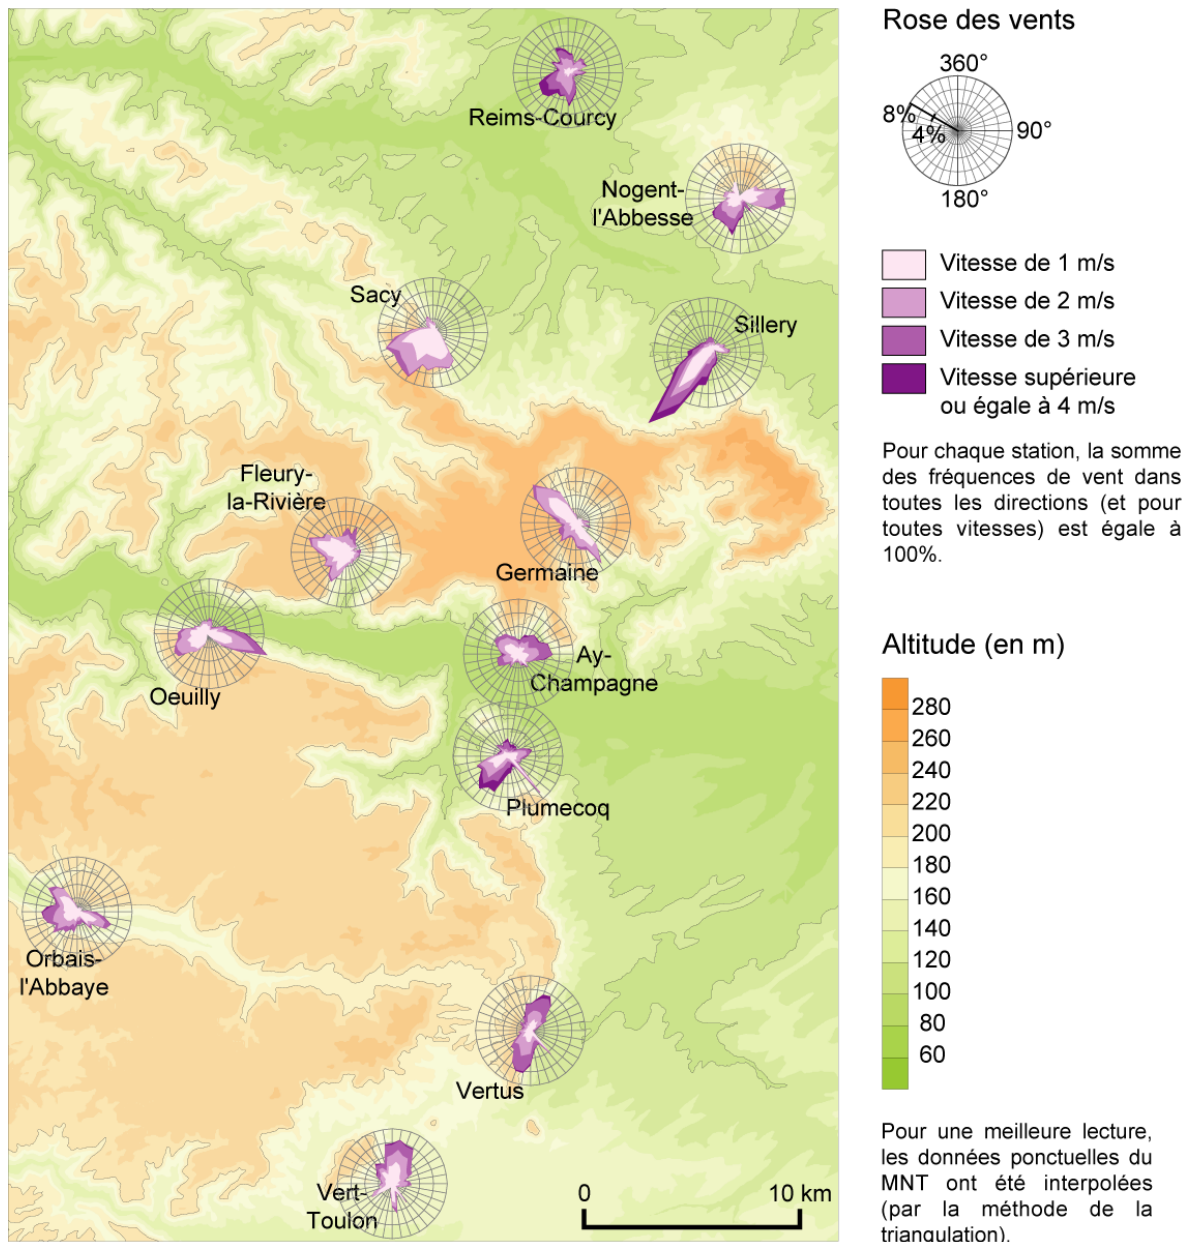 Reims-Courcy
Nogent-
l'Abbesse
Sacy
Sillery
Fleury-
la-Rivière
Germaine
Oeuilly
Ay-
Champagne
Plumecoq
Orbais-
l'Abbaye
Vertus
Vert-
Toulon
0
10 km
Rose des vents
360°
8%
4%
90°
180°
Vitesse de 1 m/s
Vitesse de 2 m/s
Vitesse de 3 m/s
Vitesse supérieure
ou égale à 4 m/s
Pour chaque station, la somme
des fréquences de vent dans
toutes les directions (et pour
toutes vitesses) est égale à
100%.
Altitude (en m)
280
260
240
220
200
180
160
140
120
100
80
60
Pour une meilleure lecture,
les données ponctuelles du
MNT ont été interpolées
(par la méthode de la
triangulation).